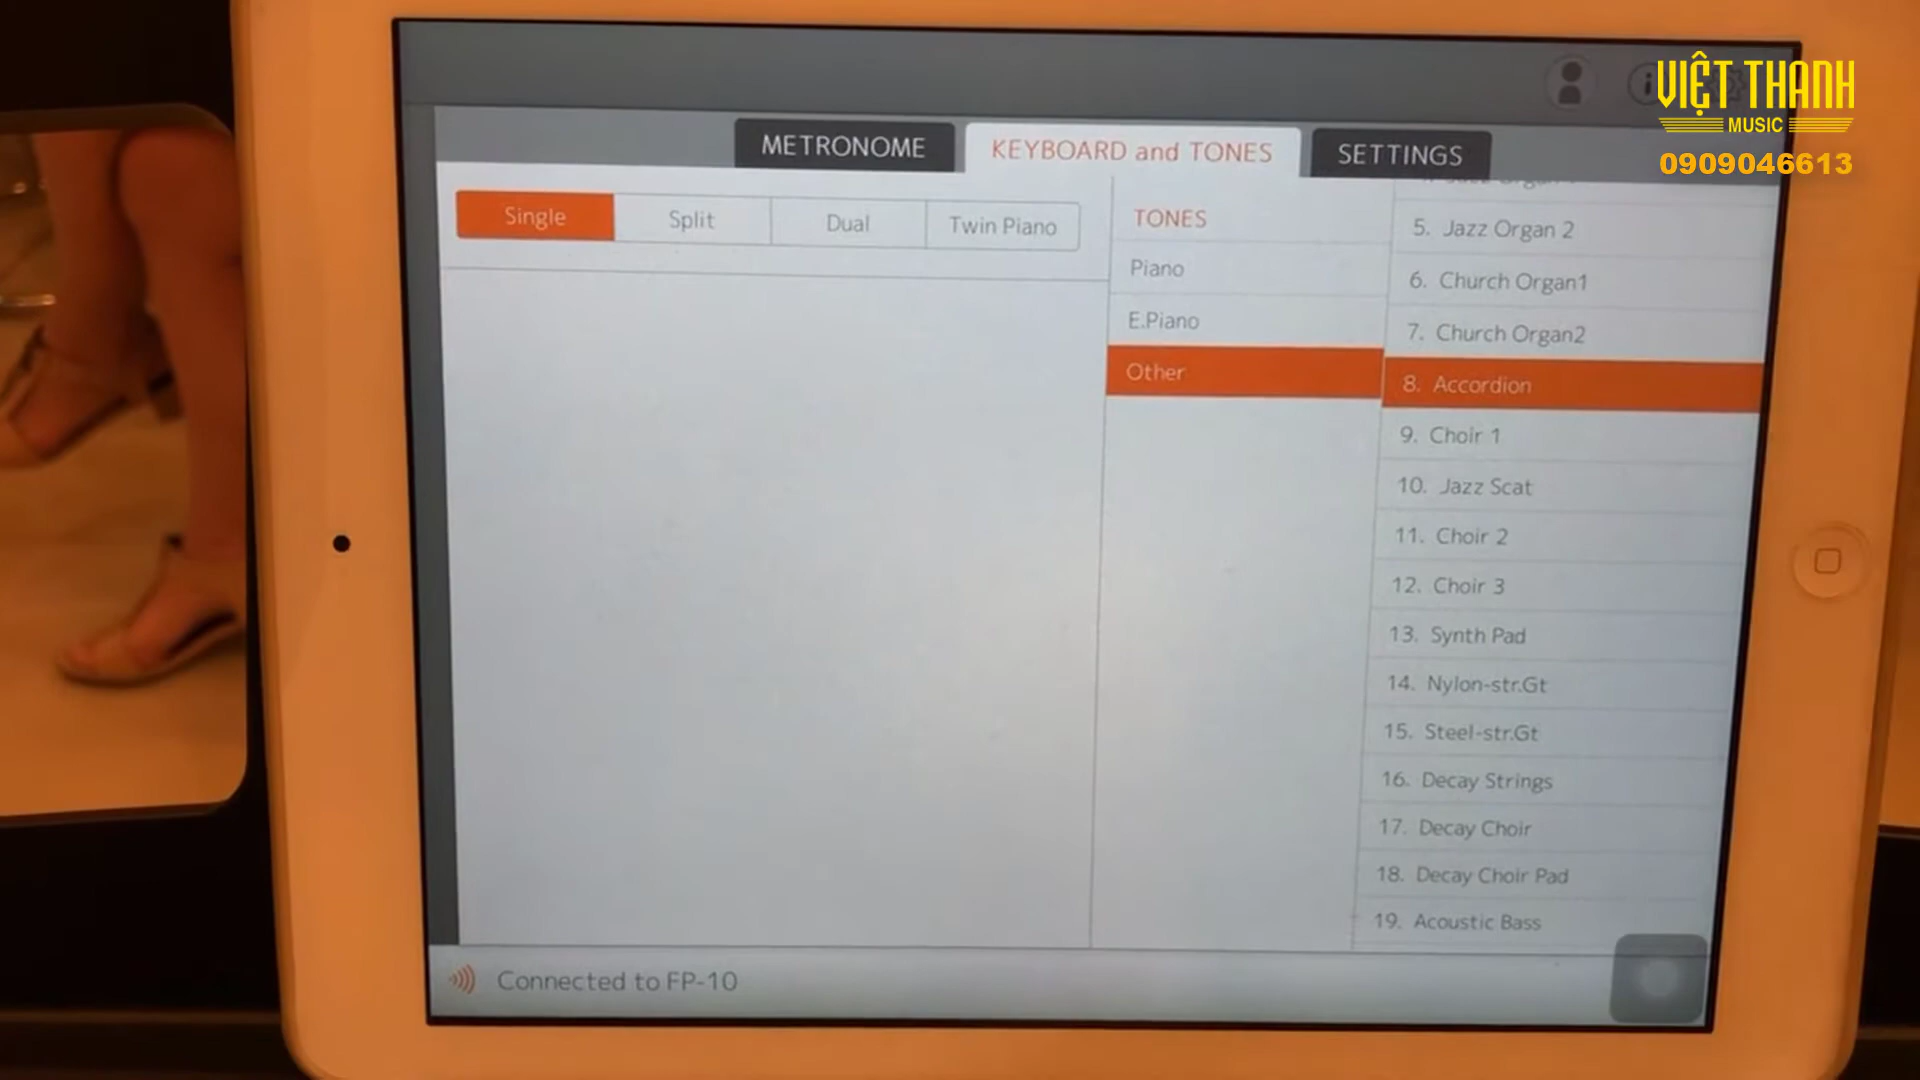 VIỆT THANH
MUSIC
0909046613
METRONOME
KEYBOARD and TONES
SETTINGS
Single
Split
Dual
Twin Piano
TONES
Piano
E.Piano
Other
5. Jazz Organ 2
6. Church Organ1
7. Church Organ2
8. Accordion
9. Choir 1
10. Jazz Scat
11. Choir 2
12. Choir 3
13. Synth Pad
14. Nylon-str.Gt
15. Steel-str.Gt
16. Decay Strings
17. Decay Choir
18. Decay Choir Pad
19. Acoustic Bass
Connected to FP-10